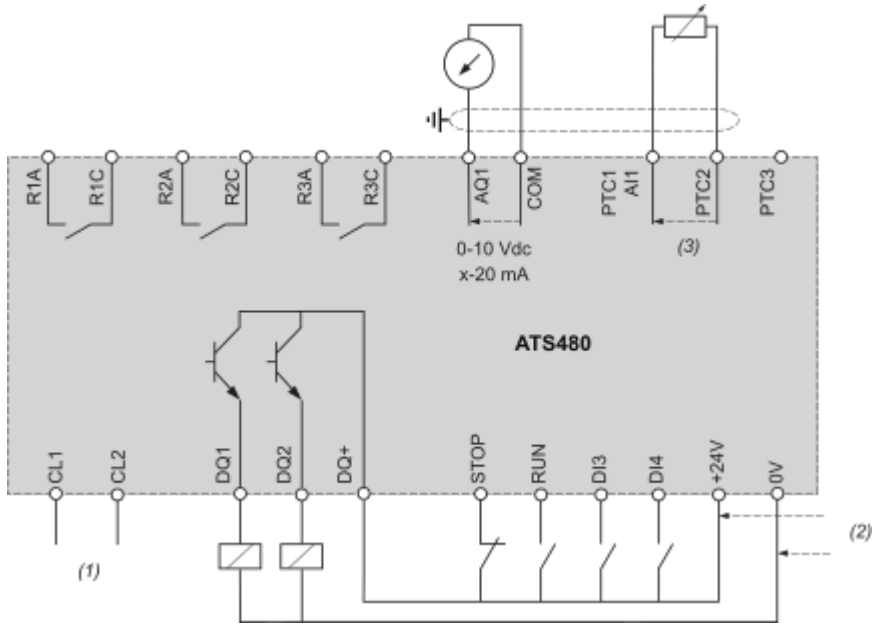 R1A
R1C
R2A
R2C
R3A
R3C
AQ1
COM
PTC1
AI1
PTC2
PTC3
0-10 Vdc
x-20 mA
(3)
ATS480
CL1
CL2
DQ1
DQ2
DQ+
STOP
RUN
DI3
DI4
+24V
0V
(1)
(2)